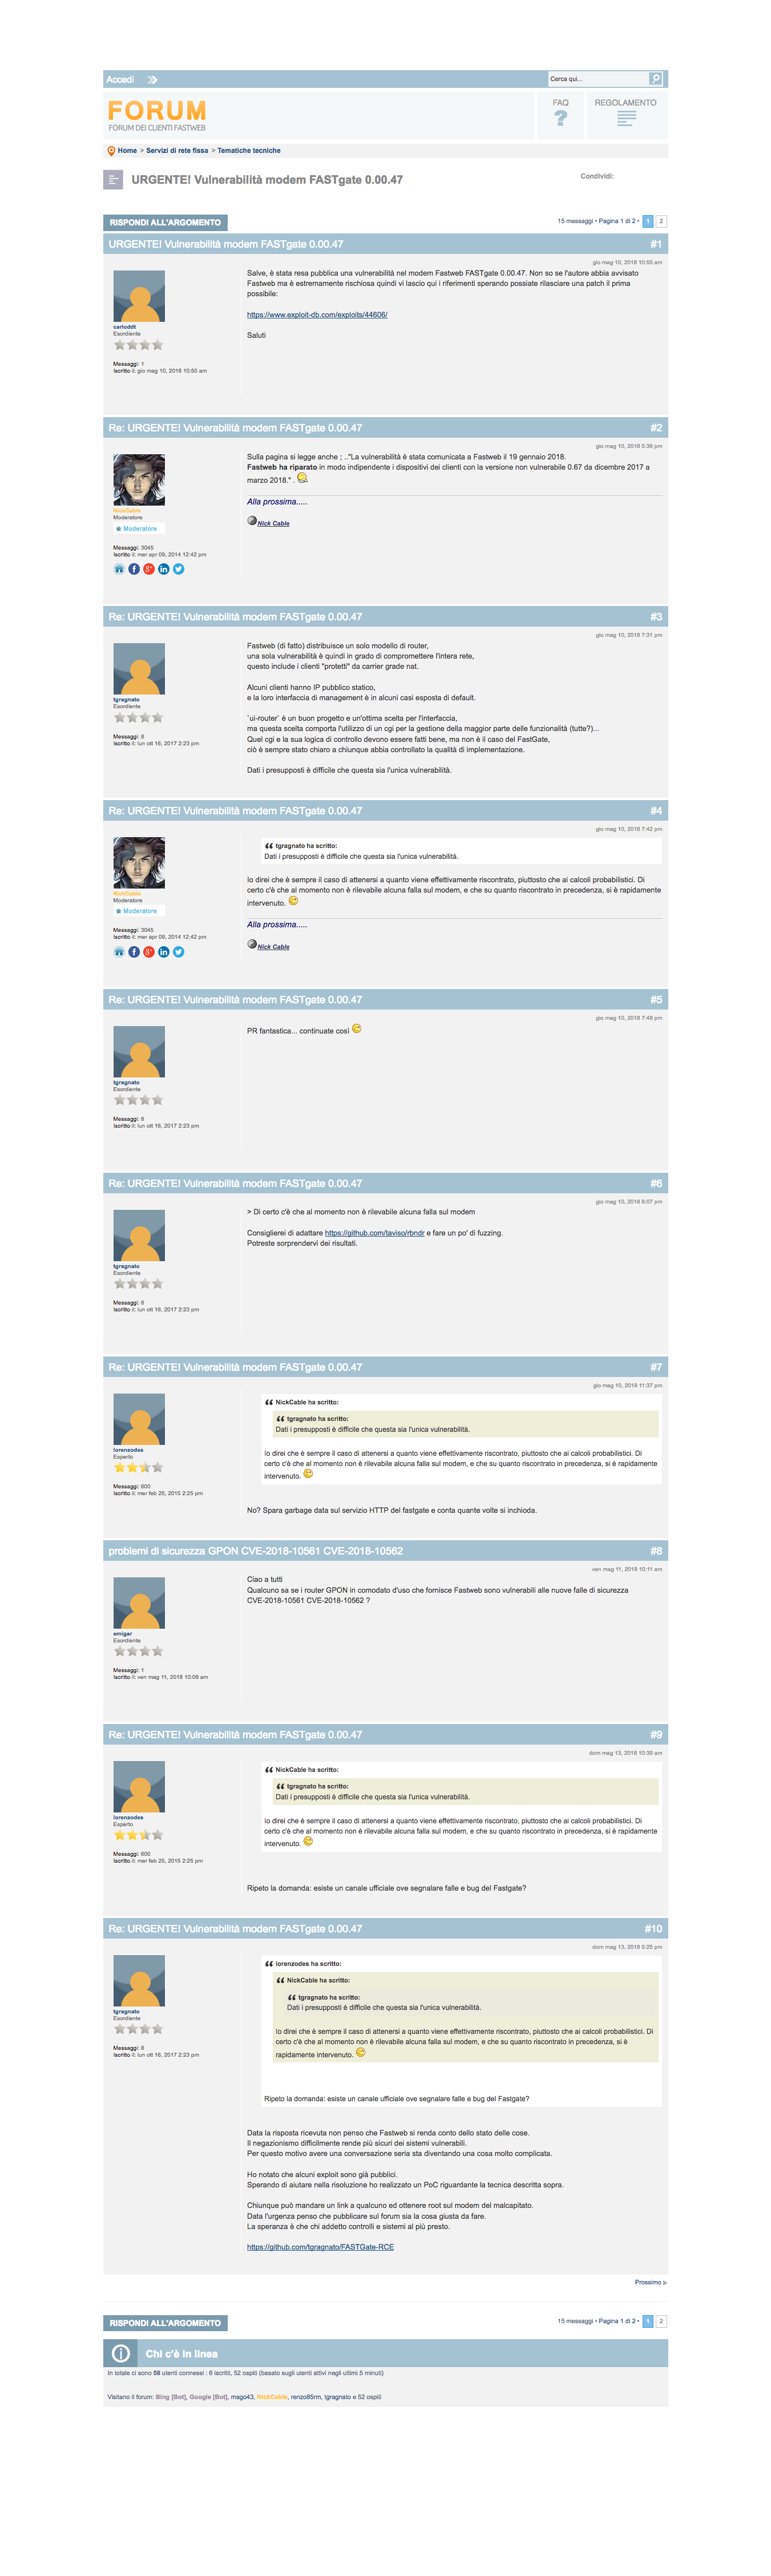 Accedi
Cerca qui...
FORUM
FORUM DEI CLIENTI FASTWEB
FAQ
?
REGOLAMENTO
Home > Servizi di rete fissa > Tematiche tecniche
URGENTE! Vulnerabilità modem FASTgate 0.00.47
Condividi:
RISPONDI ALL'ARGOMENTO
15 messaggi • Pagina 1 di 2 • 1 2
URGENTE! Vulnerabilità modem FASTgate 0.00.47 #1
gio mag 10, 2018 10:55 am
carloddt
Esordiente
Messaggi: 1
Iscritto il: gio mag 10, 2018 10:50 am
Salve, è stata resa pubblica una vulnerabilità nel modem Fastweb FASTgate 0.00.47. Non so se l'autore abbia avvisato
Fastweb ma è estremamente rischiosa quindi vi lascio qui i riferimenti sperando possiate rilasciare una patch il prima
possibile:
https://www.exploit-db.com/exploits/44606/
Saluti
Re: URGENTE! Vulnerabilità modem FASTgate 0.00.47 #2
gio mag 10, 2018 5:36 pm
NickCable
Moderatore
Moderatore
Messaggi: 3045
Iscritto il: mer apr 09, 2014 12:42 pm
Sulla pagina si legge anche ; .."La vulnerabilità è stata comunicata a Fastweb il 19 gennaio 2018.
Fastweb ha riparato in modo indipendente i dispositivi dei clienti con la versione non vulnerabile 0.67 da dicembre 2017 a
marzo 2018." .
Alla prossima.....
Nick Cable
Re: URGENTE! Vulnerabilità modem FASTgate 0.00.47 #3
gio mag 10, 2018 7:31 pm
tgragnato
Esordiente
Messaggi: 8
Iscritto il: lun ott 16, 2017 2:23 pm
Fastweb (di fatto) distribuisce un solo modello di router,
una sola vulnerabilità è quindi in grado di compromettere l'intera rete,
questo include i clienti "protetti" da carrier grade nat.
Alcuni clienti hanno IP pubblico statico,
e la loro interfaccia di management è in alcuni casi esposta di default.
`ui-router` è un buon progetto e un'ottima scelta per l'interfaccia,
ma questa scelta comporta l'utilizzo di un cgi per la gestione della maggior parte delle funzionalità (tutte?)...
Quel cgi e la sua logica di controllo devono essere fatti bene, ma non è il caso del FastGate,
ciò è sempre stato chiaro a chiunque abbia controllato la qualità di implementazione.
Dati i presupposti è difficile che questa sia l'unica vulnerabilità.
Re: URGENTE! Vulnerabilità modem FASTgate 0.00.47 #4
gio mag 10, 2018 7:42 pm
NickCable
Moderatore
Moderatore
Messaggi: 3045
Iscritto il: mer apr 09, 2014 12:42 pm
tgragnato ha scritto:
Dati i presupposti è difficile che questa sia l'unica vulnerabilità.
Io direi che è sempre il caso di attenersi a quanto viene effettivamente riscontrato, piuttosto che ai calcoli probabilistici. Di
certo c'è che al momento non è rilevabile alcuna falla sul modem, e che su quanto riscontrato in precedenza, si è rapidamente
intervenuto.
Alla prossima.....
Nick Cable
Re: URGENTE! Vulnerabilità modem FASTgate 0.00.47 #5
gio mag 10, 2018 7:48 pm
tgragnato
Esordiente
Messaggi: 8
Iscritto il: lun ott 16, 2017 2:23 pm
PR fantastica... continuate così
Re: URGENTE! Vulnerabilità modem FASTgate 0.00.47 #6
gio mag 10, 2018 8:07 pm
tgragnato
Esordiente
Messaggi: 8
Iscritto il: lun ott 16, 2017 2:23 pm
> Di certo c'è che al momento non è rilevabile alcuna falla sul modem
Consiglierei di adattare https://github.com/taviso/rbndr e fare un po' di fuzzing.
Potreste sorprendervi dei risultati.
Re: URGENTE! Vulnerabilità modem FASTgate 0.00.47 #7
gio mag 10, 2018 11:37 pm
lorenzodes
Esperto
Messaggi: 600
Iscritto il: mer feb 25, 2015 2:25 pm
NickCable ha scritto:
tgragnato ha scritto:
Dati i presupposti è difficile che questa sia l'unica vulnerabilità.
Io direi che è sempre il caso di attenersi a quanto viene effettivamente riscontrato, piuttosto che ai calcoli probabilistici. Di
certo c'è che al momento non è rilevabile alcuna falla sul modem, e che su quanto riscontrato in precedenza, si è rapidamente
intervenuto.
No? Spara garbage data sul servizio HTTP del fastgate e conta quante volte si inchioda.
problemi di sicurezza GPON CVE-2018-10561 CVE-2018-10562 #8
ven mag 11, 2018 10:11 am
emigar
Esordiente
Messaggi: 1
Iscritto il: ven mag 11, 2018 10:08 am
Ciao a tutti
Qualcuno sa se i router GPON in comodato d'uso che fornisce Fastweb sono vulnerabili alle nuove falle di sicurezza
CVE-2018-10561 CVE-2018-10562 ?
Re: URGENTE! Vulnerabilità modem FASTgate 0.00.47 #9
dom mag 13, 2018 10:39 am
lorenzodes
Esperto
Messaggi: 600
Iscritto il: mer feb 25, 2015 2:25 pm
NickCable ha scritto:
tgragnato ha scritto:
Dati i presupposti è difficile che questa sia l'unica vulnerabilità.
Io direi che è sempre il caso di attenersi a quanto viene effettivamente riscontrato, piuttosto che ai calcoli probabilistici. Di
certo c'è che al momento non è rilevabile alcuna falla sul modem, e che su quanto riscontrato in precedenza, si è rapidamente
intervenuto.
Ripeto la domanda: esiste un canale ufficiale ove segnalare falle e bug del Fastgate?
Re: URGENTE! Vulnerabilità modem FASTgate 0.00.47 #10
dom mag 13, 2018 5:25 pm
tgragnato
Esordiente
Messaggi: 8
Iscritto il: lun ott 16, 2017 2:23 pm
lorenzodes ha scritto:
NickCable ha scritto:
tgragnato ha scritto:
Dati i presupposti è difficile che questa sia l'unica vulnerabilità.
Io direi che è sempre il caso di attenersi a quanto viene effettivamente riscontrato, piuttosto che ai calcoli probabilistici. Di
certo c'è che al momento non è rilevabile alcuna falla sul modem, e che su quanto riscontrato in precedenza, si è
rapidamente intervenuto.
Ripeto la domanda: esiste un canale ufficiale ove segnalare falle e bug del Fastgate?
Data la risposta ricevuta non penso che Fastweb si renda conto dello stato delle cose.
Il negazionismo difficilmente rende più sicuri dei sistemi vulnerabili.
Per questo motivo avere una conversazione seria sta diventando una cosa molto complicata.
Ho notato che alcuni exploit sono già pubblici.
Sperando di aiutare nella risoluzione ho realizzato un PoC riguardante la tecnica descritta sopra.
Chiunque può mandare un link a qualcuno ed ottenere root sul modem del malcapitato.
Data l'urgenza penso che pubblicare sul forum sia la cosa giusta da fare.
La speranza è che chi addetto controlli e sistemi al più presto.
https://github.com/tgragnato/FASTGate-RCE
Prossimo
RISPONDI ALL'ARGOMENTO
15 messaggi • Pagina 1 di 2 • 1 2
Chi c'è in linea
In totale ci sono 58 utenti connessi : 6 iscritti, 52 ospiti (basato sugli utenti attivi negli ultimi 5 minuti)
Visitano il forum: Bing [Bot], Google [Bot], mago43, NickCable, renzo85rm, tgragnato e 52 ospiti